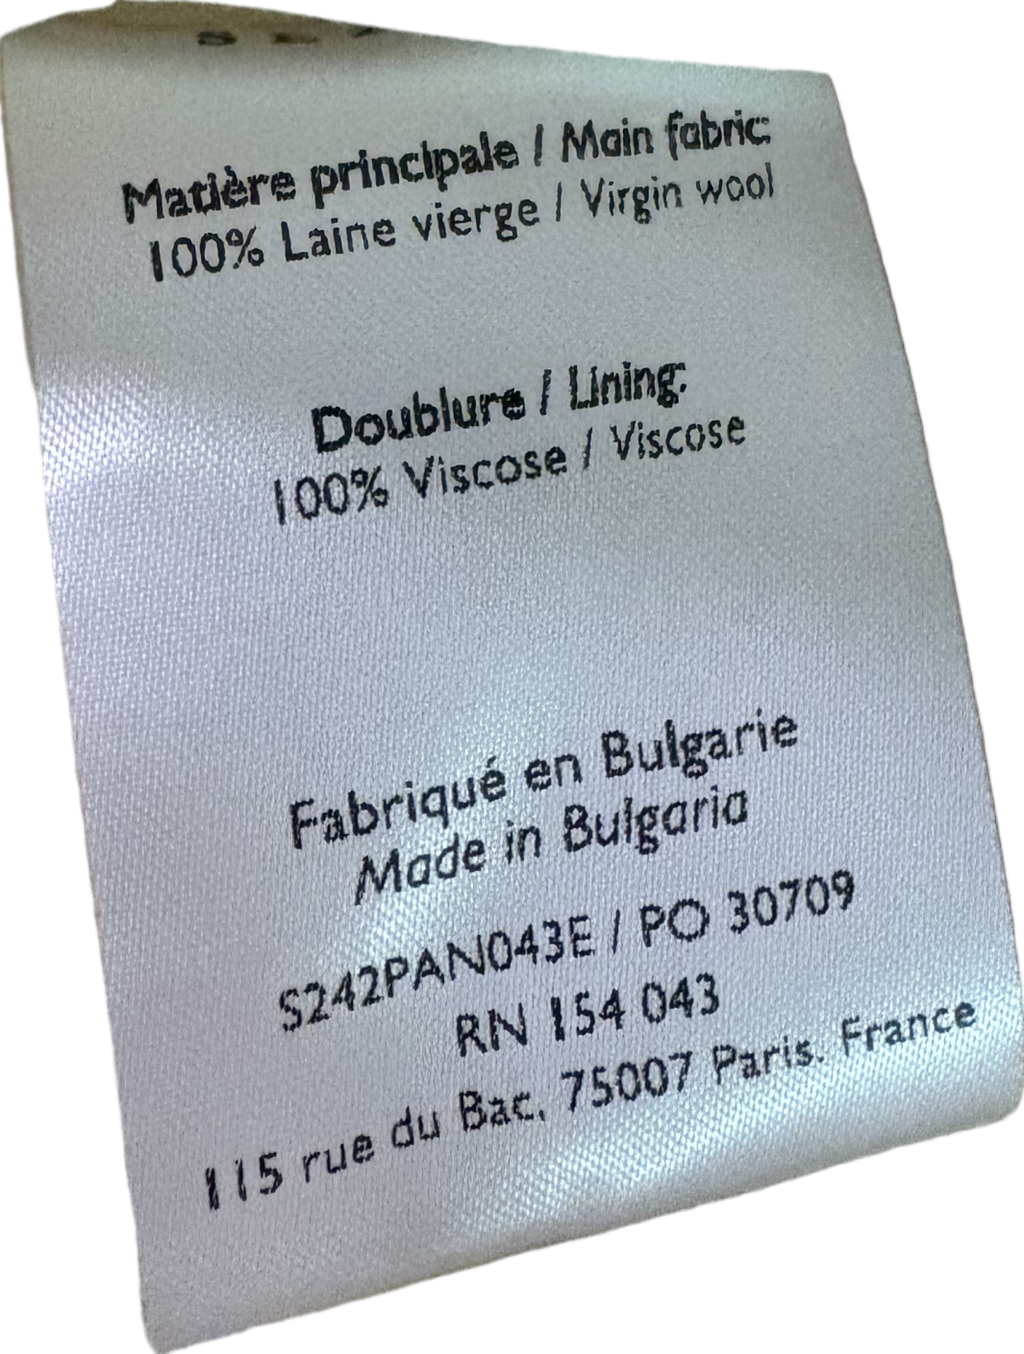 Matière principale / Main fabric:
100% Laine vierge / Virgin wool
Doublure / Lining:
100% Viscose / Viscose
Fabriqué en Bulgarie
Made in Bulgaria
S242PAN043E / PO 30709
RN 154 043
115 rue du Bac, 75007 Paris. France